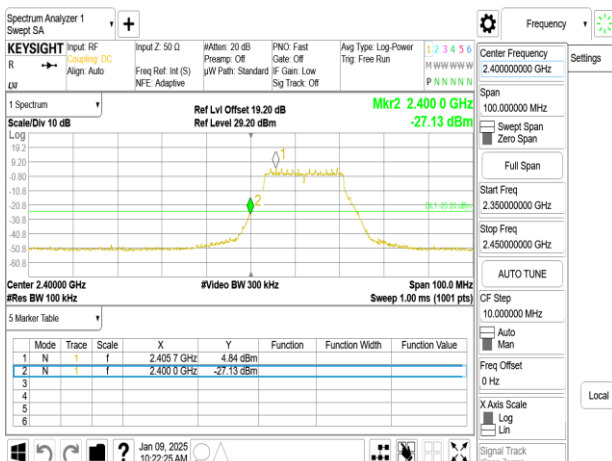 Spectrum Analyzer 1
Swept SA
Frequency
KEYSIGHT
Input: RF
Coupling: DC
Align: Auto
Input Z: 50 Ω
Freq Ref: Int (S)
NFE: Adaptive
#Atten: 20 dB
Preamp: Off
µW Path: Standard
PNO: Fast
Gate: Off
IF Gain: Low
Sig Track: Off
Avg Type: Log-Power
Trig: Free Run
1 2 3 4 5 6
M W W W W W
P N N N N N
R
LXI
1 Spectrum
Scale/Div 10 dB
Ref Lvl Offset 19.20 dB
Ref Level 29.20 dBm
Mkr2 2.400 0 GHz
-27.13 dBm
Log
19.2
9.20
-0.80
-10.8
-20.8
-30.8
-40.8
-50.8
-60.8
1
2
Center 2.40000 GHz
#Res BW 100 kHz
#Video BW 300 kHz
Span 100.0 MHz
Sweep 1.00 ms (1001 pts)
5 Marker Table
Mode Trace Scale X Y Function Function Width Function Value
1 N 1 f 2.405 7 GHz 4.84 dBm
2 N 1 f 2.400 0 GHz -27.13 dBm
3
4
5
6
Jan 09, 2025
10:22:25 AM
Center Frequency
2.400000000 GHz
Settings
Span
100.000000 MHz
Swept Span
Zero Span
Full Span
Start Freq
2.350000000 GHz
Stop Freq
2.450000000 GHz
AUTO TUNE
CF Step
10.000000 MHz
Auto
Man
Freq Offset
0 Hz
X Axis Scale
Log
Lin
Local
Signal Track